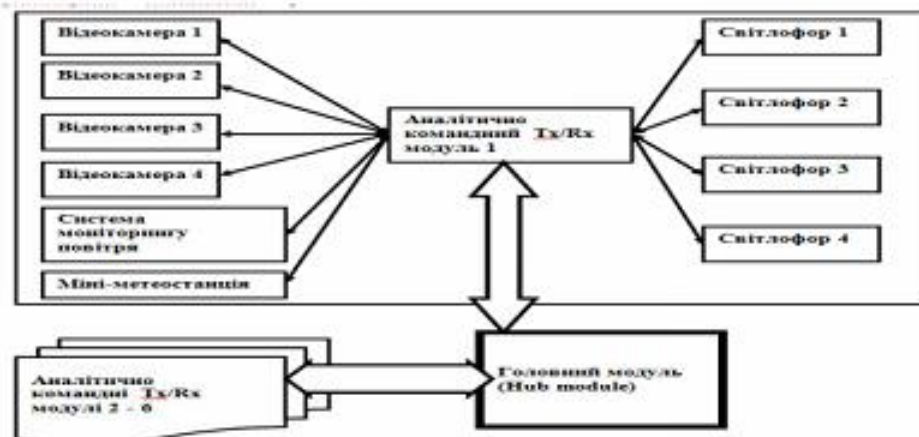 Відеокамера 1
Відеокамера 2
Відеокамера 3
Відеокамера 4
Система
моніторингу
повітря
Міні-метеостанція
Аналітично
командний Tx/Rx
модуль 1
Світлофор 1
Світлофор 2
Світлофор 3
Світлофор 4
Аналітично
командні Tx/Rx
модулі 2 - 6
Головний модуль
(Hub module)